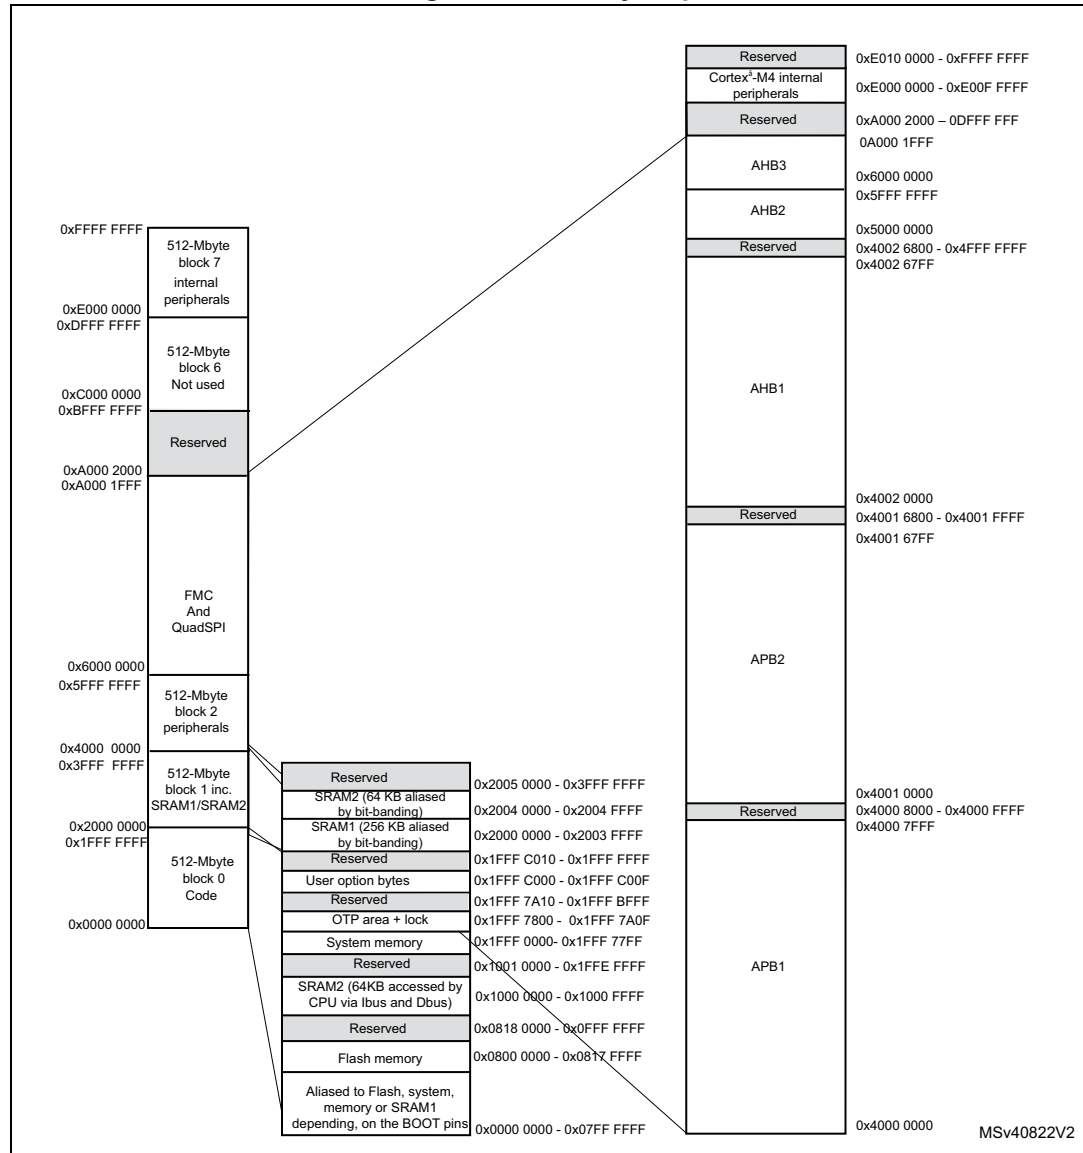 0xFFFF FFFF
512-Mbyte
block 7
internal
peripherals
0xE000 0000
0xDFFF FFFF
512-Mbyte
block 6
Not used
0xC000 0000
0xBFFF FFFF
Reserved
0xA000 2000
0xA000 1FFF
FMC
And
QuadSPI
0x6000 0000
0x5FFF FFFF
512-Mbyte
block 2
peripherals
0x4000 0000
0x3FFF FFFF
512-Mbyte
block 1 inc.
SRAM1/SRAM2
0x2000 0000
0x1FFF FFFF
512-Mbyte
block 0
Code
0x0000 0000
Reserved
0x2005 0000 - 0x3FFF FFFF
SRAM2 (64 KB aliased
by bit-banding)
0x2004 0000 - 0x2004 FFFF
SRAM1 (256 KB aliased
by bit-banding)
0x2000 0000 - 0x2003 FFFF
Reserved
0x1FFF C010 - 0x1FFF FFFF
User option bytes
0x1FFF C000 - 0x1FFF C00F
Reserved
0x1FFF 7A10 - 0x1FFF BFFF
OTP area + lock
0x1FFF 7800 - 0x1FFF 7A0F
System memory
0x1FFF 0000- 0x1FFF 77FF
Reserved
0x1001 0000 - 0x1FFE FFFF
SRAM2 (64KB accessed by
CPU via Ibus and Dbus)
0x1000 0000 - 0x1000 FFFF
Reserved
0x0818 0000 - 0x0FFF FFFF
Flash memory
0x0800 0000 - 0x0817 FFFF
Aliased to Flash, system,
memory or SRAM1
depending, on the BOOT pins
0x0000 0000 - 0x07FF FFFF
Reserved
0xE010 0000 - 0xFFFF FFFF
Cortexâ-M4 internal
peripherals
0xE000 0000 - 0xE00F FFFF
Reserved
0xA000 2000 – 0DFFF FFF
0A000 1FFF
AHB3
0x6000 0000
0x5FFF FFFF
AHB2
0x5000 0000
Reserved
0x4002 6800 - 0x4FFF FFFF
0x4002 67FF
AHB1
0x4002 0000
Reserved
0x4001 6800 - 0x4001 FFFF
0x4001 67FF
APB2
0x4001 0000
Reserved
0x4000 8000 - 0x4000 FFFF
0x4000 7FFF
APB1
0x4000 0000
MSv40822V2